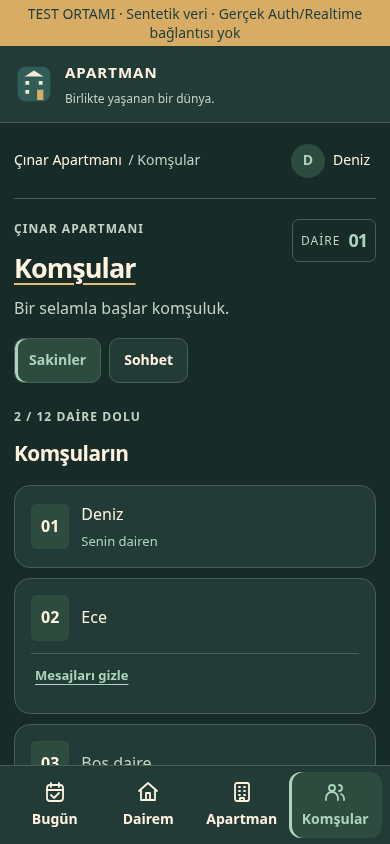 TEST ORTAMI · Sentetik veri · Gerçek Auth/Realtime
bağlantısı yok
APARTMAN
Birlikte yaşanan bir dünya.
Çınar Apartmanı / Komşular
D Deniz
ÇINAR APARTMANI
DAİRE 01
Komşular
Bir selamla başlar komşuluk.
Sakinler
Sohbet
2 / 12 DAİRE DOLU
Komşuların
01
Deniz
Senin dairen
02
Ece
Mesajları gizle
03 Boş daire
Bugün
Dairem
Apartman
Komşular